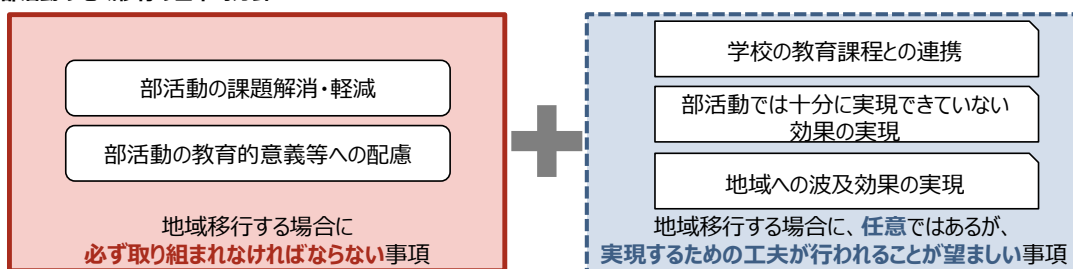 部活動の課題解消・軽減
部活動の教育的意義等への配慮
地域移行する場合に
必ず取り組まれなければならない事項
学校の教育課程との連携
部活動では十分に実現できていない
効果の実現
地域への波及効果の実現
地域移行する場合に、任意ではあるが、
実現するための工夫が行われることが望ましい事項